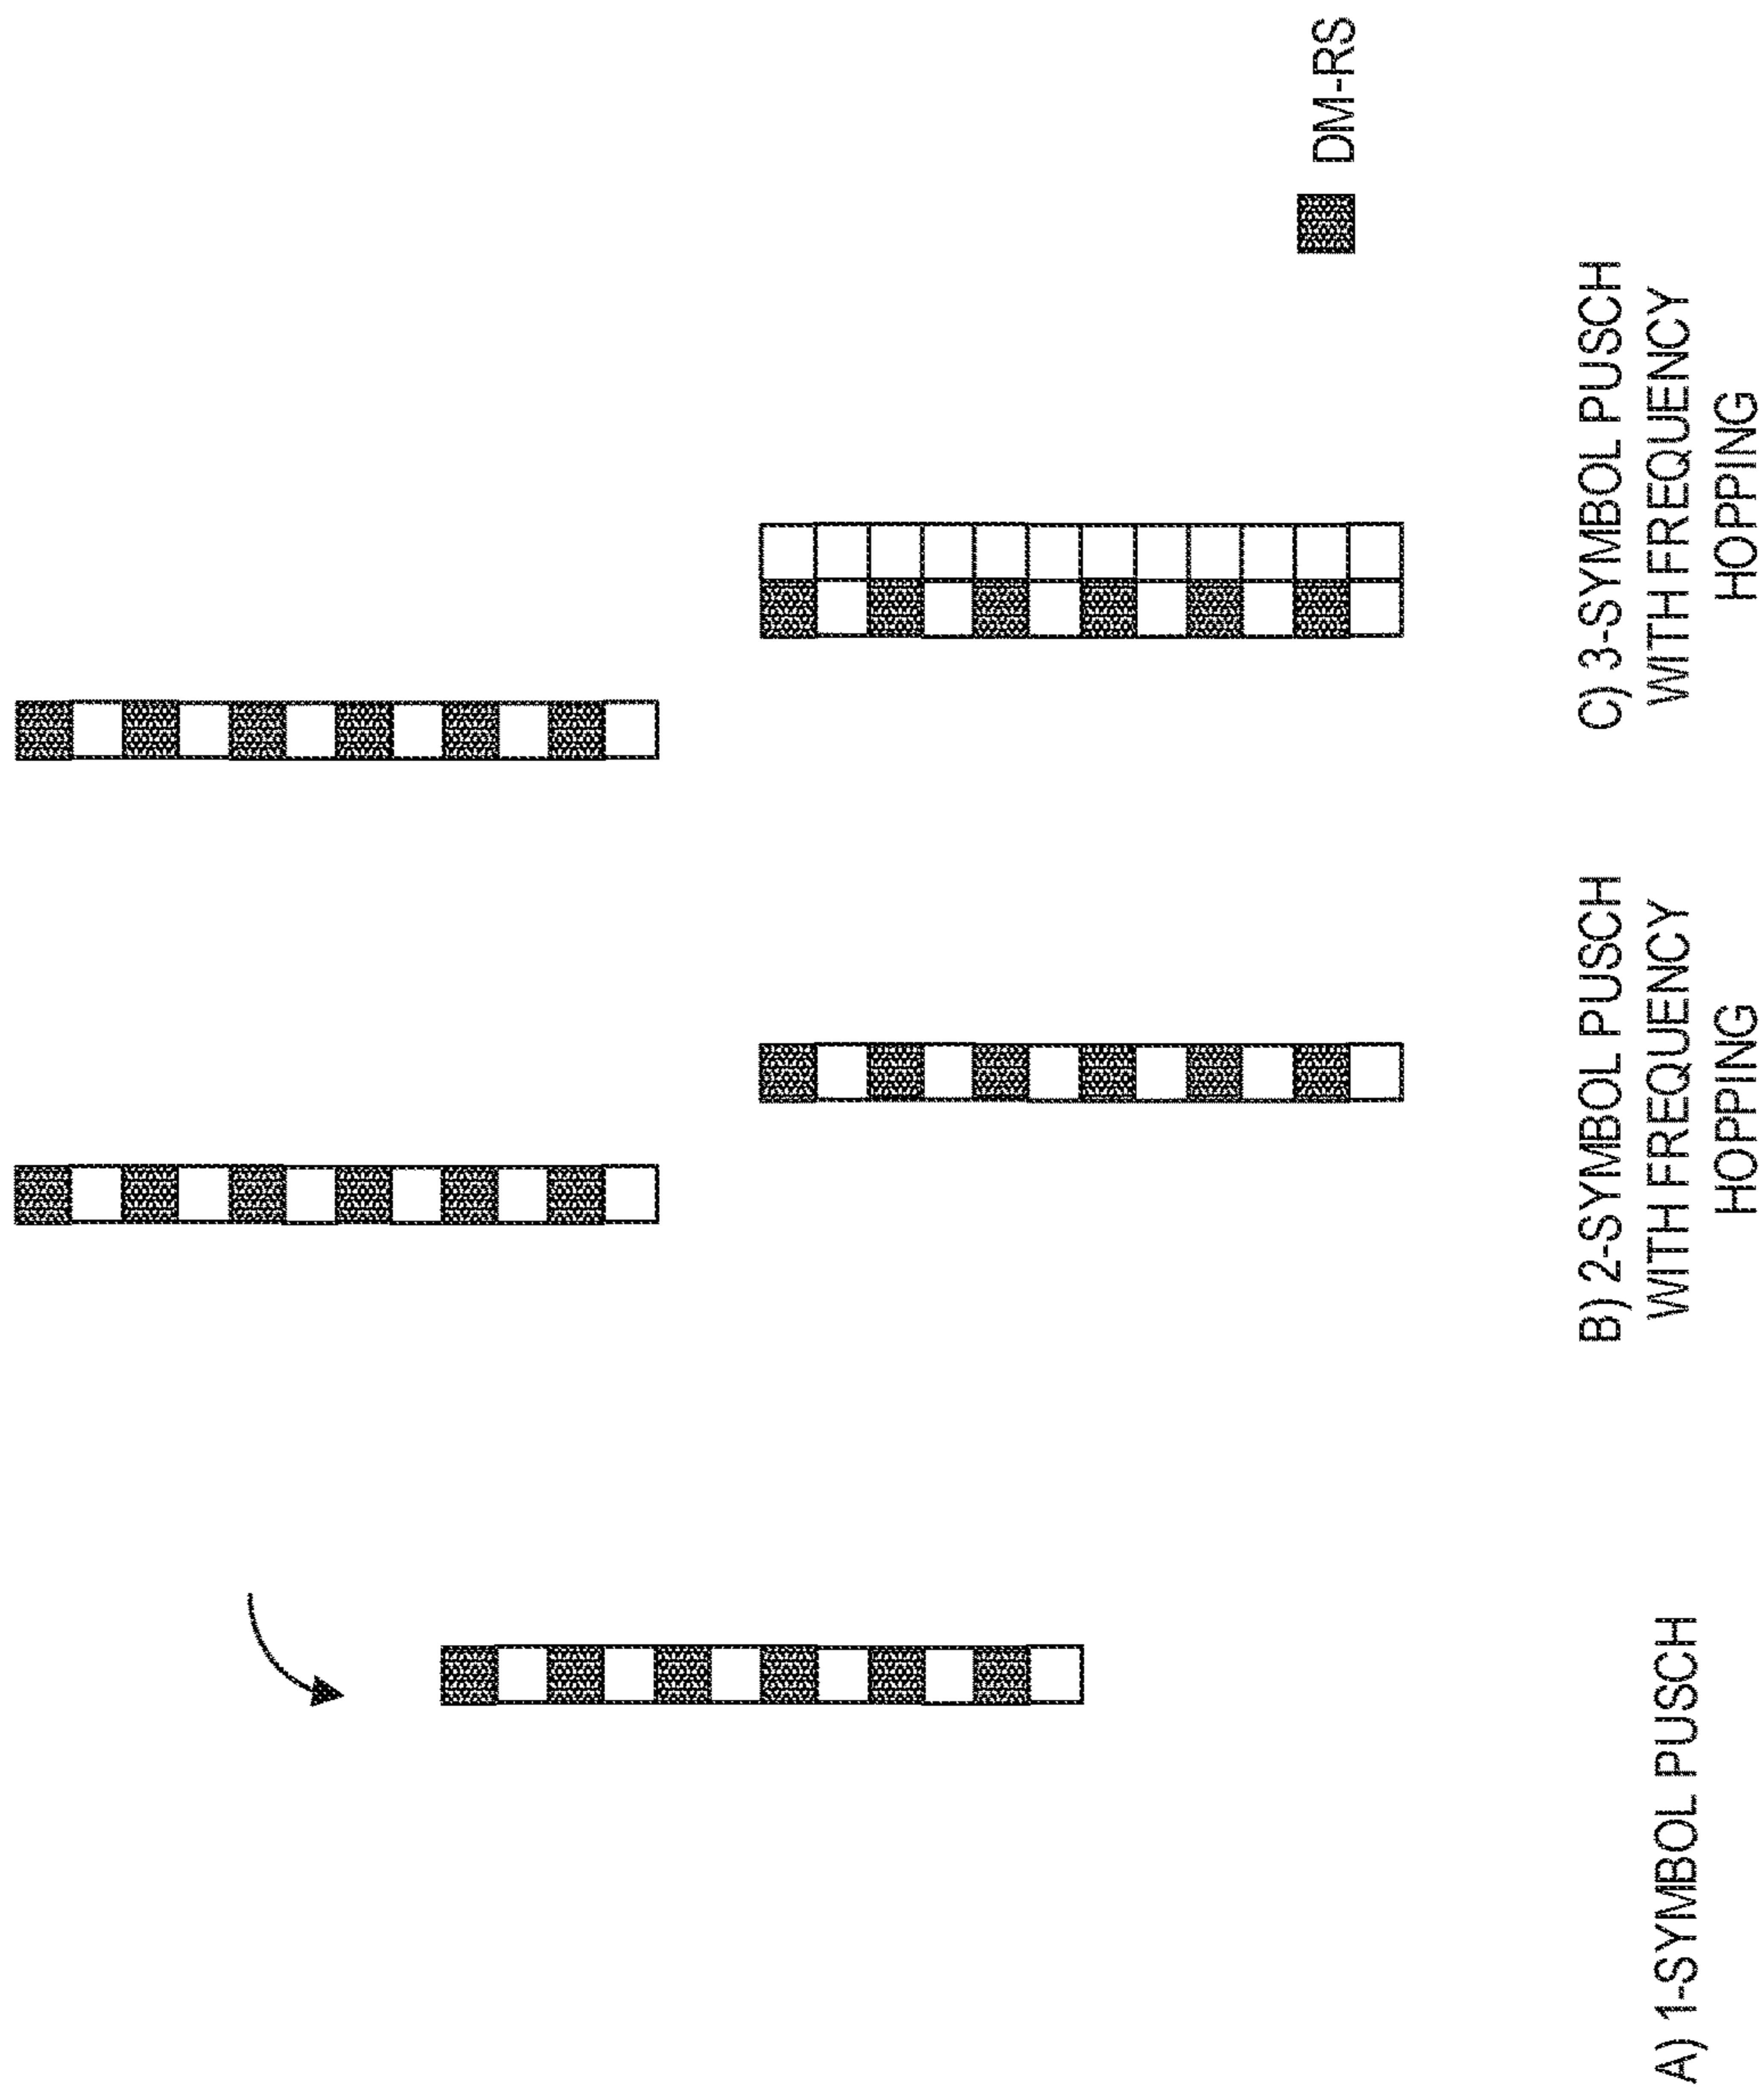 DM-RS
A) 1-SYMBOL PUSCH
B) 2-SYMBOL PUSCH
WITH FREQUENCY
HOPPING
C) 3-SYMBOL PUSCH
WITH FREQUENCY
HOPPING